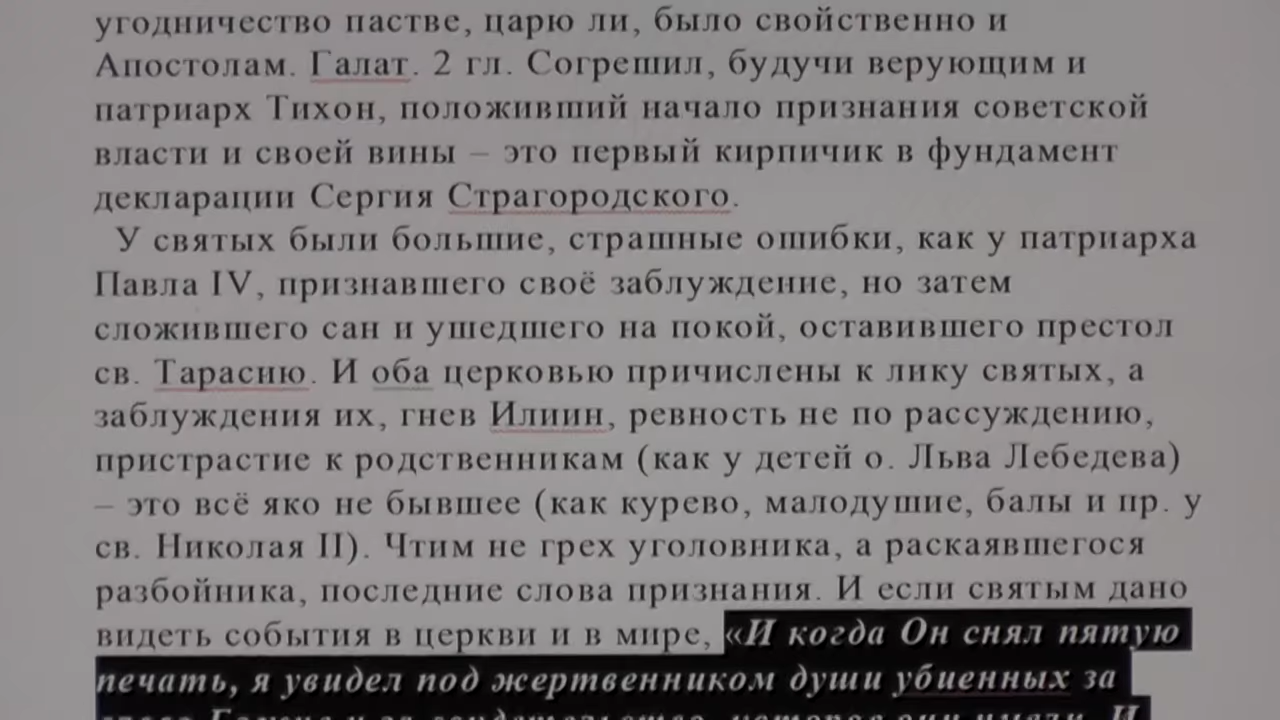 угодничество пастве, царю ли, было свойственно и
Апостолам. Галат. 2 гл. Согрешил, будучи верующим и
патриарх Тихон, положивший начало признания советской
власти и своей вины – это первый кирпичик в фундамент
декларации Сергия Страгородского.
У святых были большие, страшные ошибки, как у патриарха
Павла IV, признавшего своё заблуждение, но затем
сложившего сан и ушедшего на покой, оставившего престол
св. Тарасию. И оба церковью причислены к лику святых, а
заблуждения их, гнев Илиин, ревность не по рассуждению,
пристрастие к родственникам (как у детей о. Льва Лебедева)
– это всё яко не бывшее (как курево, малодушие, балы и пр. у
св. Николая II). Чтим не грех уголовника, а раскаявшегося
разбойника, последние слова признания. И если святым дано
видеть события в церкви и в мире, «И когда Он снял пятую
печать, я увидел под жертвенником души убиенных за